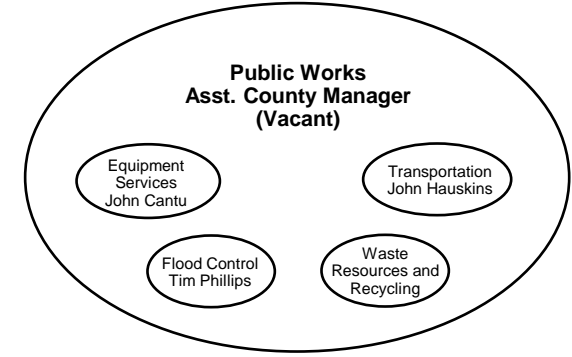 Public Works
Asst. County Manager
(Vacant)
Equipment
Services
John Cantu
Transportation
John Hauskins
Flood Control
Tim Phillips
Waste
Resources and
Recycling